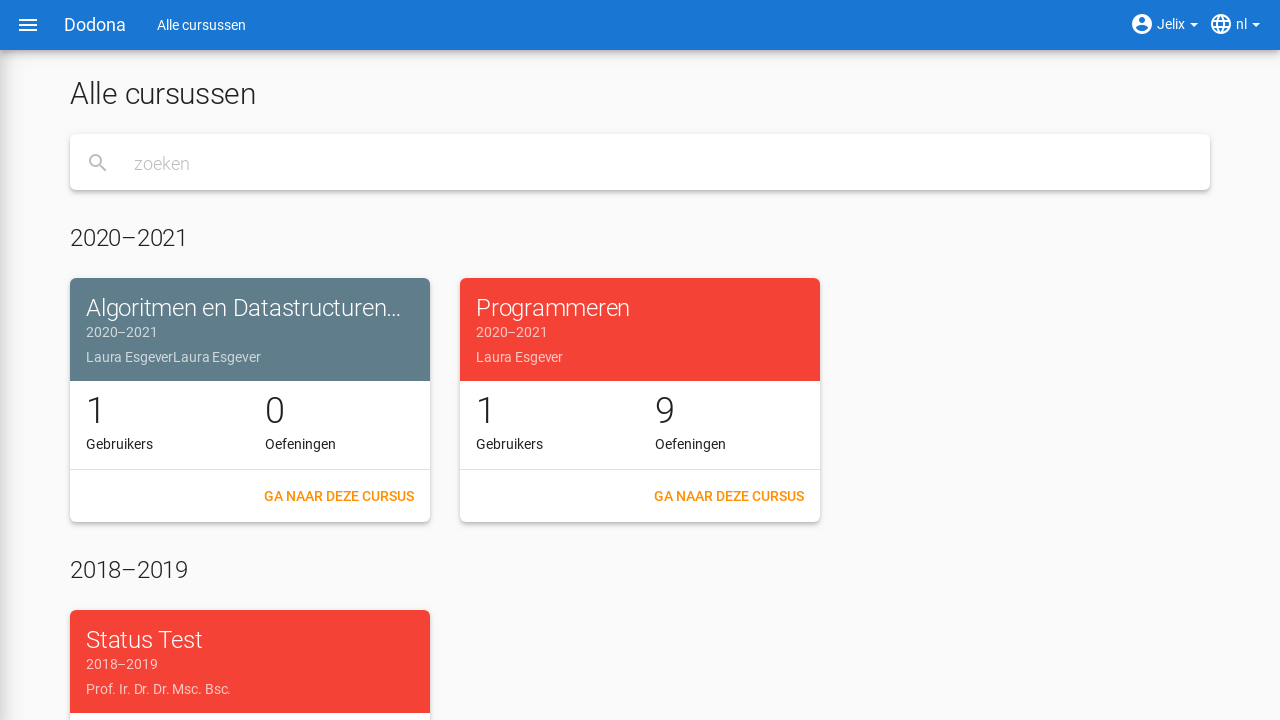 Dodona Alle cursussen Jelix nl
Alle cursussen
zoeken
2020–2021
Algoritmen en Datastructuren...
2020–2021
Laura EsgeverLaura Esgever
1 0
Gebruikers Oefeningen
GA NAAR DEZE CURSUS
Programmeren
2020–2021
Laura Esgever
1 9
Gebruikers Oefeningen
GA NAAR DEZE CURSUS
2018–2019
Status Test
2018–2019
Prof. Ir. Dr. Dr. Msc. Bsc.